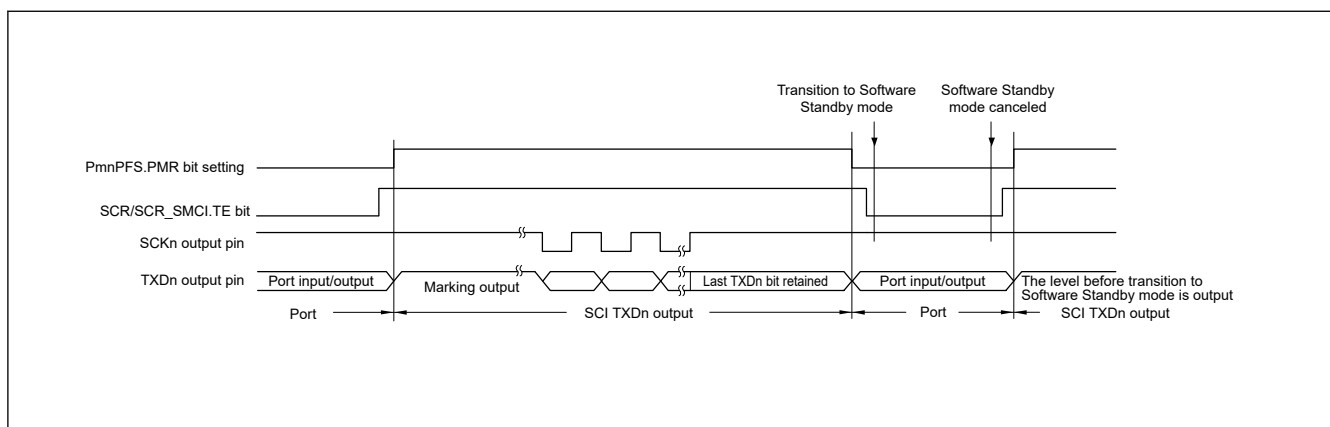 Transition to Software
Standby mode
Software Standby
mode canceled
PmnPFS.PMR bit setting
SCR/SCR_SMCI.TE bit
SCKn output pin
TXDn output pin
Port input/output
Marking output
Last TXDn bit retained
Port input/output
The level before transition to
Software Standby mode is output
Port
SCI TXDn output
Port
SCI TXDn output